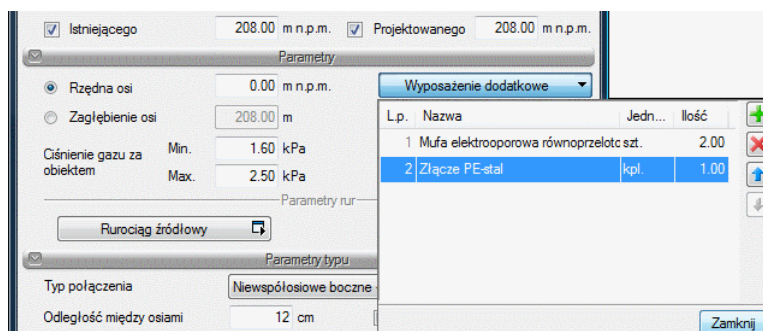 Istniejącego 208.00 m n.p.m. Projektowanego 208.00 m n.p.m.
Parametry
Rzędna osi 0.00 m n.p.m. Wyposażenie dodatkowe
Zagłębienie osi 208.00 m L.p. Nazwa Jedn... Ilość
1 Mufa elektrooporowa równoprzelotc szt. 2.00
Ciśnienie gazu za obiektem Min. 1.60 kPa
2 Złącze PE-stal kpl. 1.00
Max. 2.50 kPa
Parametry rur
Rurociąg źródłowy
Parametry typu
Typ połączenia Niewspółosiowe boczne
Odległość między osiami 12 cm
Zamknij